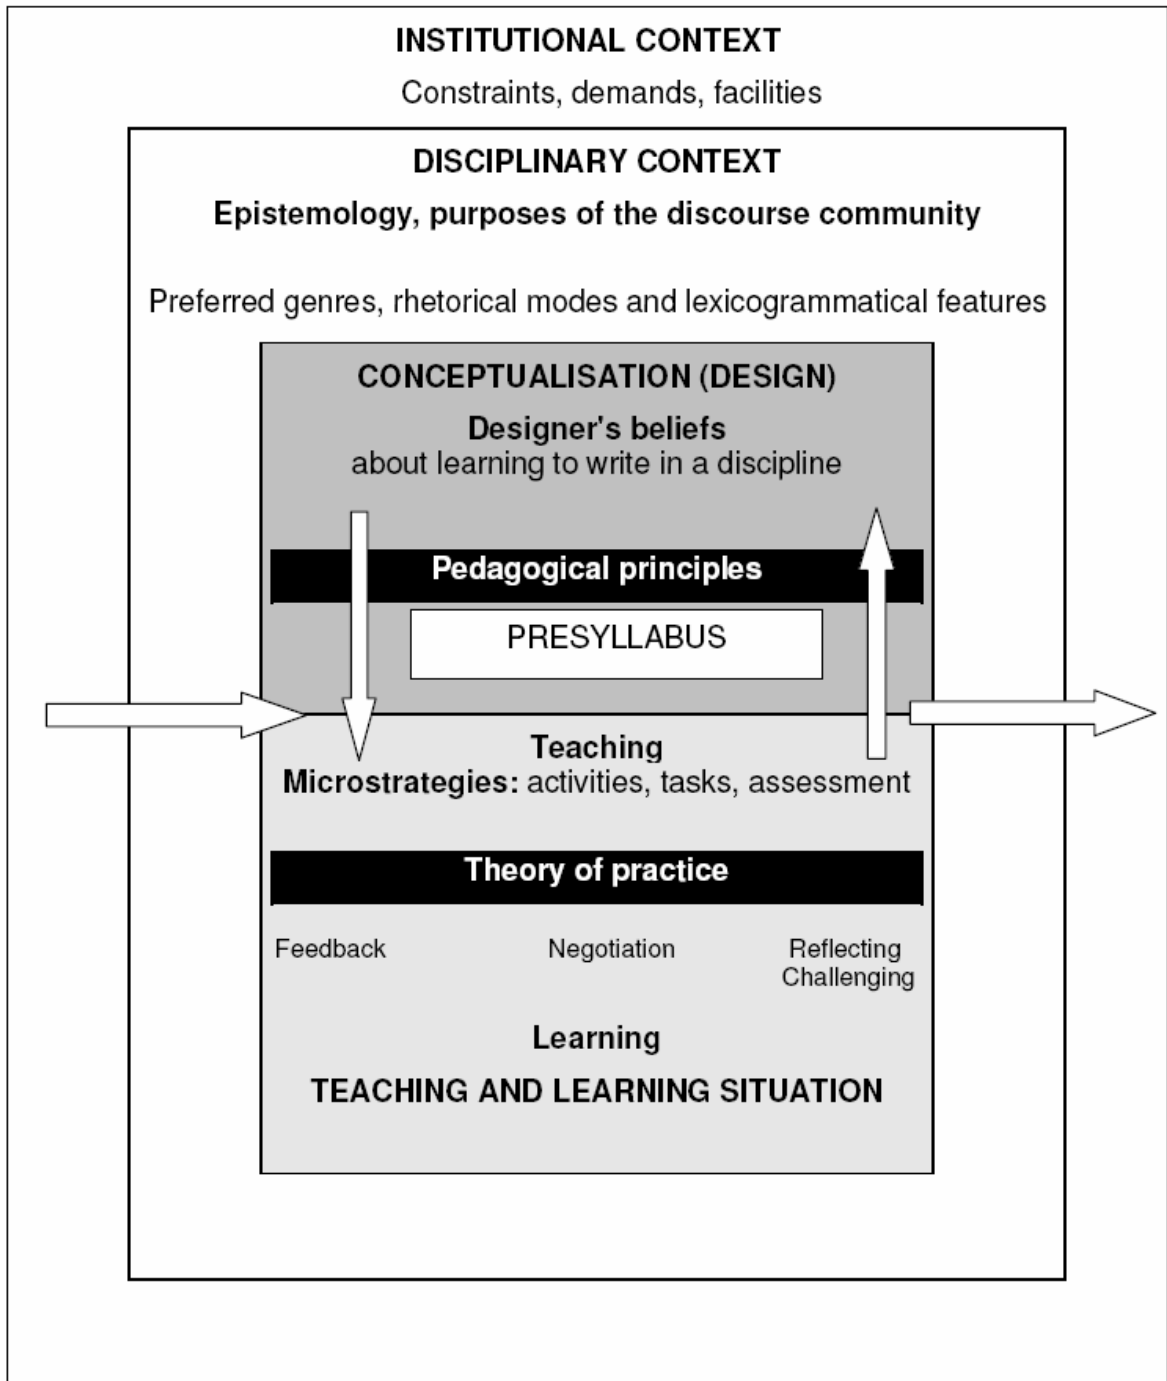 INSTITUTIONAL CONTEXT
Constraints, demands, facilities
DISCIPLINARY CONTEXT
Epistemology, purposes of the discourse community
Preferred genres, rhetorical modes and lexicogrammatical features
CONCEPTUALISATION (DESIGN)
Designer's beliefs
about learning to write in a discipline
Pedagogical principles
PRESYLLABUS
Teaching
Microstrategies: activities, tasks, assessment
Theory of practice
Feedback Negotiation Reflecting
Challenging
Learning
TEACHING AND LEARNING SITUATION